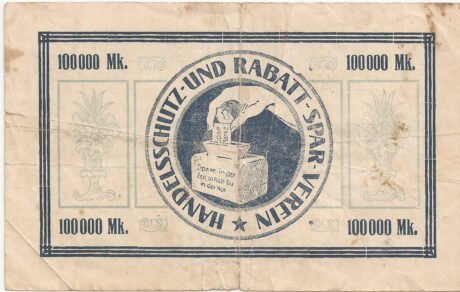 100000 Mk.
100000 Mk.
HANDELSSCHUTZ-UND RABATT-SPAR-VEREIN
Spare in der
Zeit so hast Du
in der Not
100000 Mk.
100000 Mk.